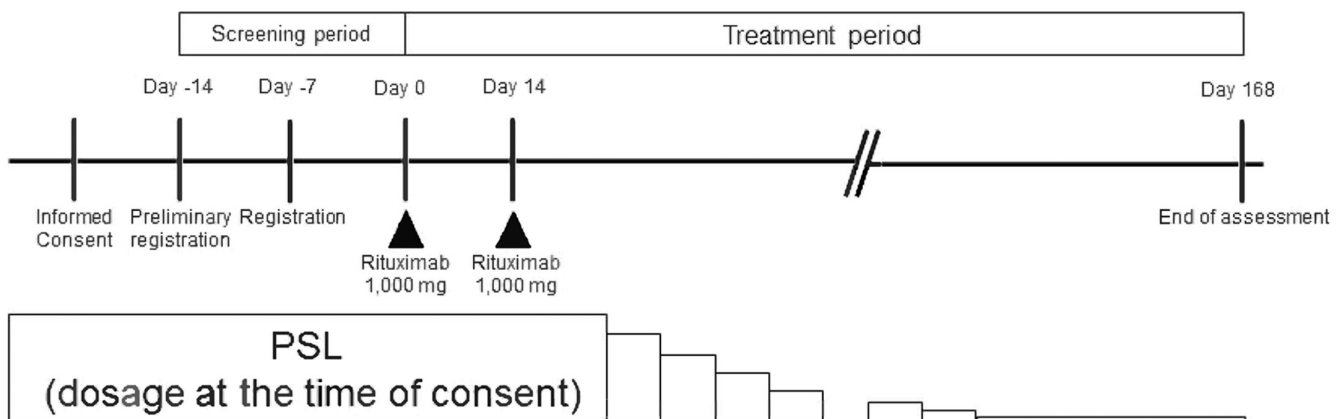 Screening period
Treatment period
Day -14
Day -7
Day 0
Day 14
Day 168
Informed
Consent
Preliminary
registration
Registration
End of assessment
Rituximab
1,000 mg
Rituximab
1,000 mg
PSL
(dosage at the time of consent)